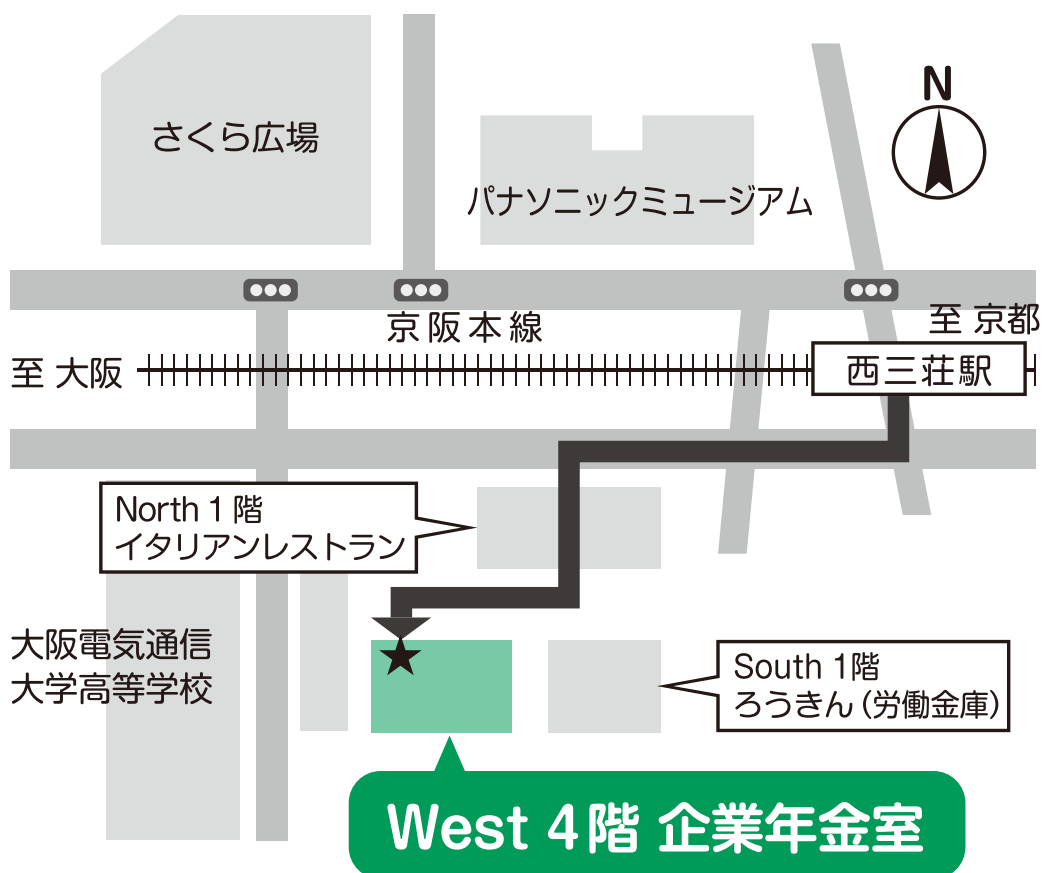 N
さくら広場
パナソニックミュージアム
京阪本線
至 京都
至 大阪
西三荘駅
North 1階
イタリアンレストラン
大阪電気通信
大学高等学校
South 1階
ろうきん(労働金庫)
West 4階 企業年金室